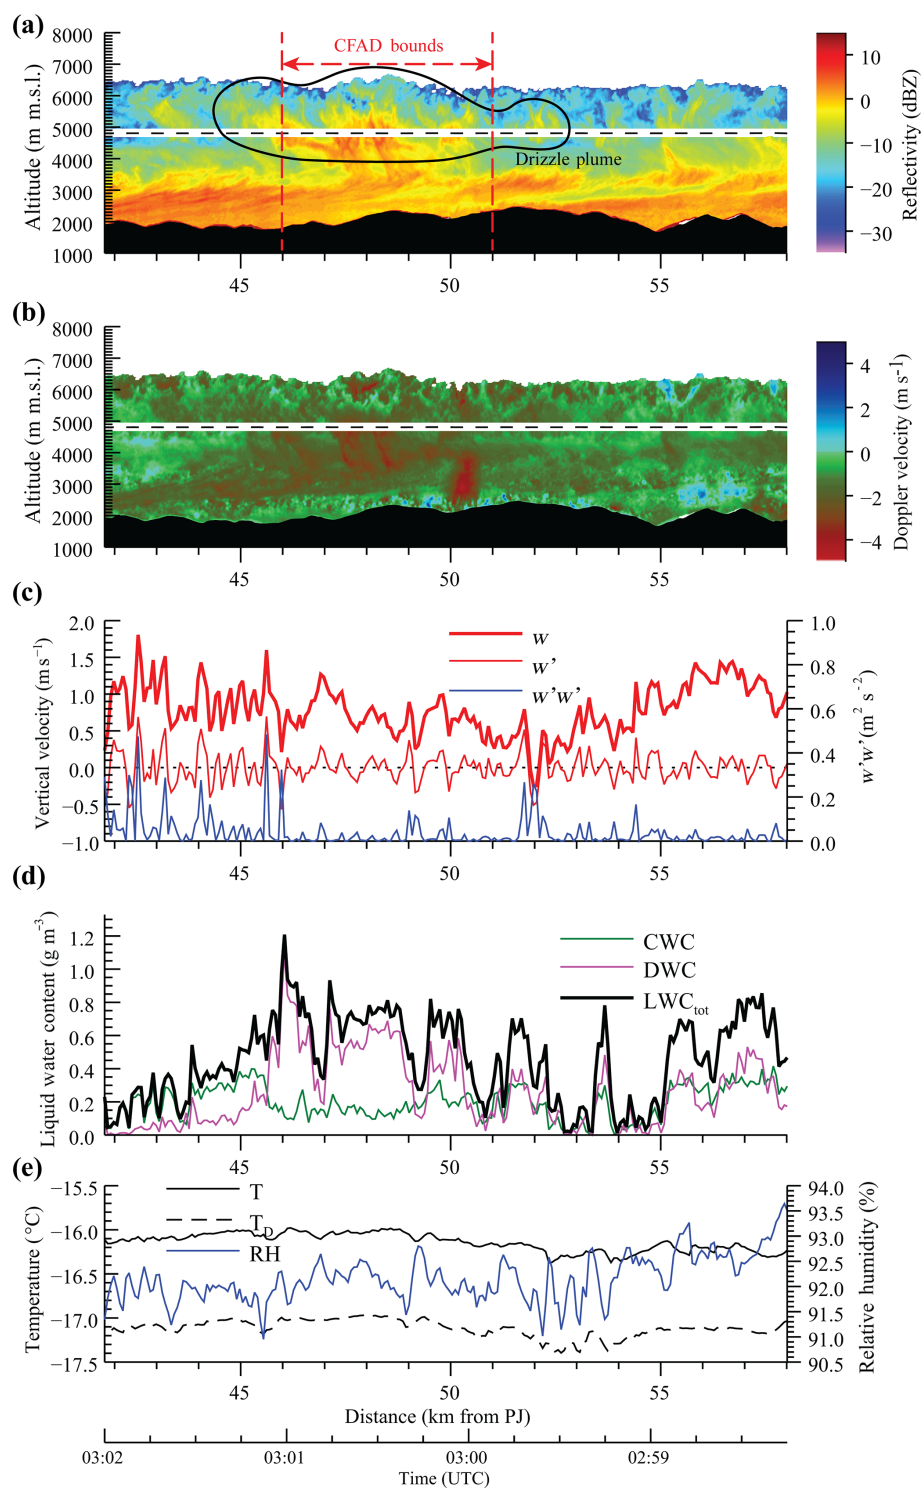 (a)
8000
7000
6000
5000
4000
3000
2000
1000
Altitude (m m.s.l.)
CFAD bounds
Drizzle plume
45
50
55
10
0
−10
−20
−30
Reflectivity (dBZ)
(b)
8000
7000
6000
5000
4000
3000
2000
1000
Altitude (m m.s.l.)
45
50
55
4
2
0
−2
−4
Doppler velocity (m s−1)
(c)
2.0
1.5
1.0
0.5
0.0
−0.5
−1.0
Vertical velocity (ms−1)
w
w'
w'w'
1.0
0.8
0.6
0.4
0.2
0.0
w'w' (m2 s-2)
45
50
55
(d)
1.2
1.0
0.8
0.6
0.4
0.2
0.0
Liquid water content (g m−3)
CWC
DWC
LWCtot
45
50
55
(e)
−15.5
−16.0
−16.5
−17.0
−17.5
Temperature (°C)
T
TD
RH
94.0
93.5
93.0
92.5
92.0
91.5
91.0
90.5
Relative humidity (%)
45
50
55
Distance (km from PJ)
03:02
03:01
03:00
02:59
Time (UTC)